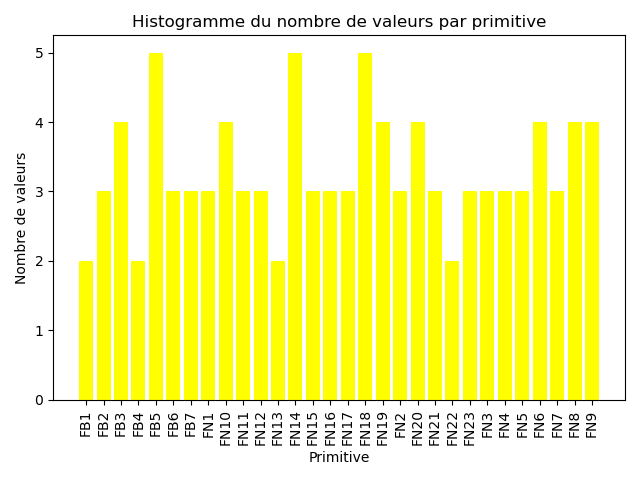 Histogramme du nombre de valeurs par primitive
Nombre de valeurs
5
4
3
2
1
0
FB1 FB2 FB3 FB4 FB5 FB6 FB7 FN1 FN10 FN11 FN12 FN13 FN14 FN15 FN16 FN17 FN18 FN19 FN2 FN20 FN21 FN22 FN23 FN3 FN4 FN5 FN6 FN7 FN8 FN9
Primitive